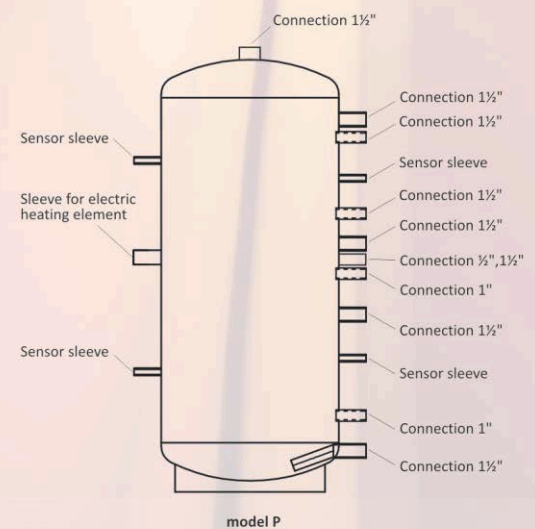 Connection 1½"
Connection 1½"
Connection 1½"
Sensor sleeve
Sensor sleeve
Sleeve for electric
heating element
Connection 1½"
Connection 1½"
Connection ½",1½"
Connection 1"
Connection 1½"
Sensor sleeve
Sensor sleeve
Connection 1"
Connection 1½"
model P